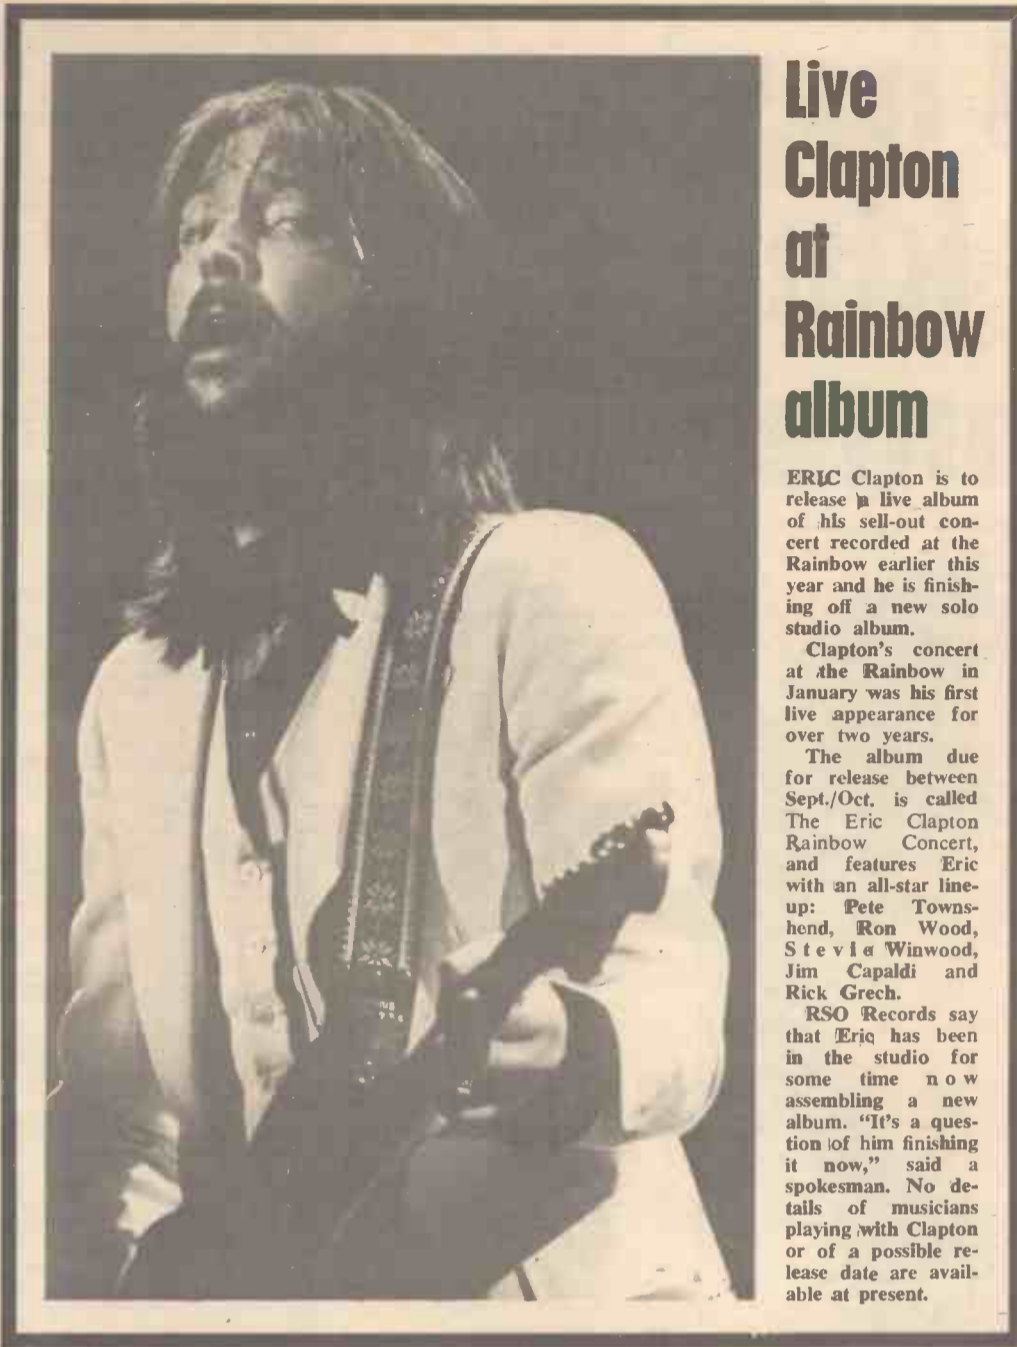 Live
Clapton
at
Rainbow
album
ERIC Clapton is to
release a live album
of his sell-out con-
cert recorded at the
Rainbow earlier this
year and he is finish-
ing off a new solo
studio album.
Clapton's concert
at the Rainbow in
January was his first
live appearance for
over two years.
The album due
for release between
Sept./Oct. is called
The Eric Clapton
Rainbow Concert,
and features Eric
with an all-star line-
up: Pete Towns-
hend, Ron Wood,
Stevie Winwood,
Jim Capaldi and
Rick Grech.
RSO Records say
that Eric has been
in the studio for
some time now
assembling a new
album. “It's a ques-
tion of him finishing
it now,” said a
spokesman. No de-
tails of musicians
playing with Clapton
or of a possible re-
lease date are avail-
able at present.